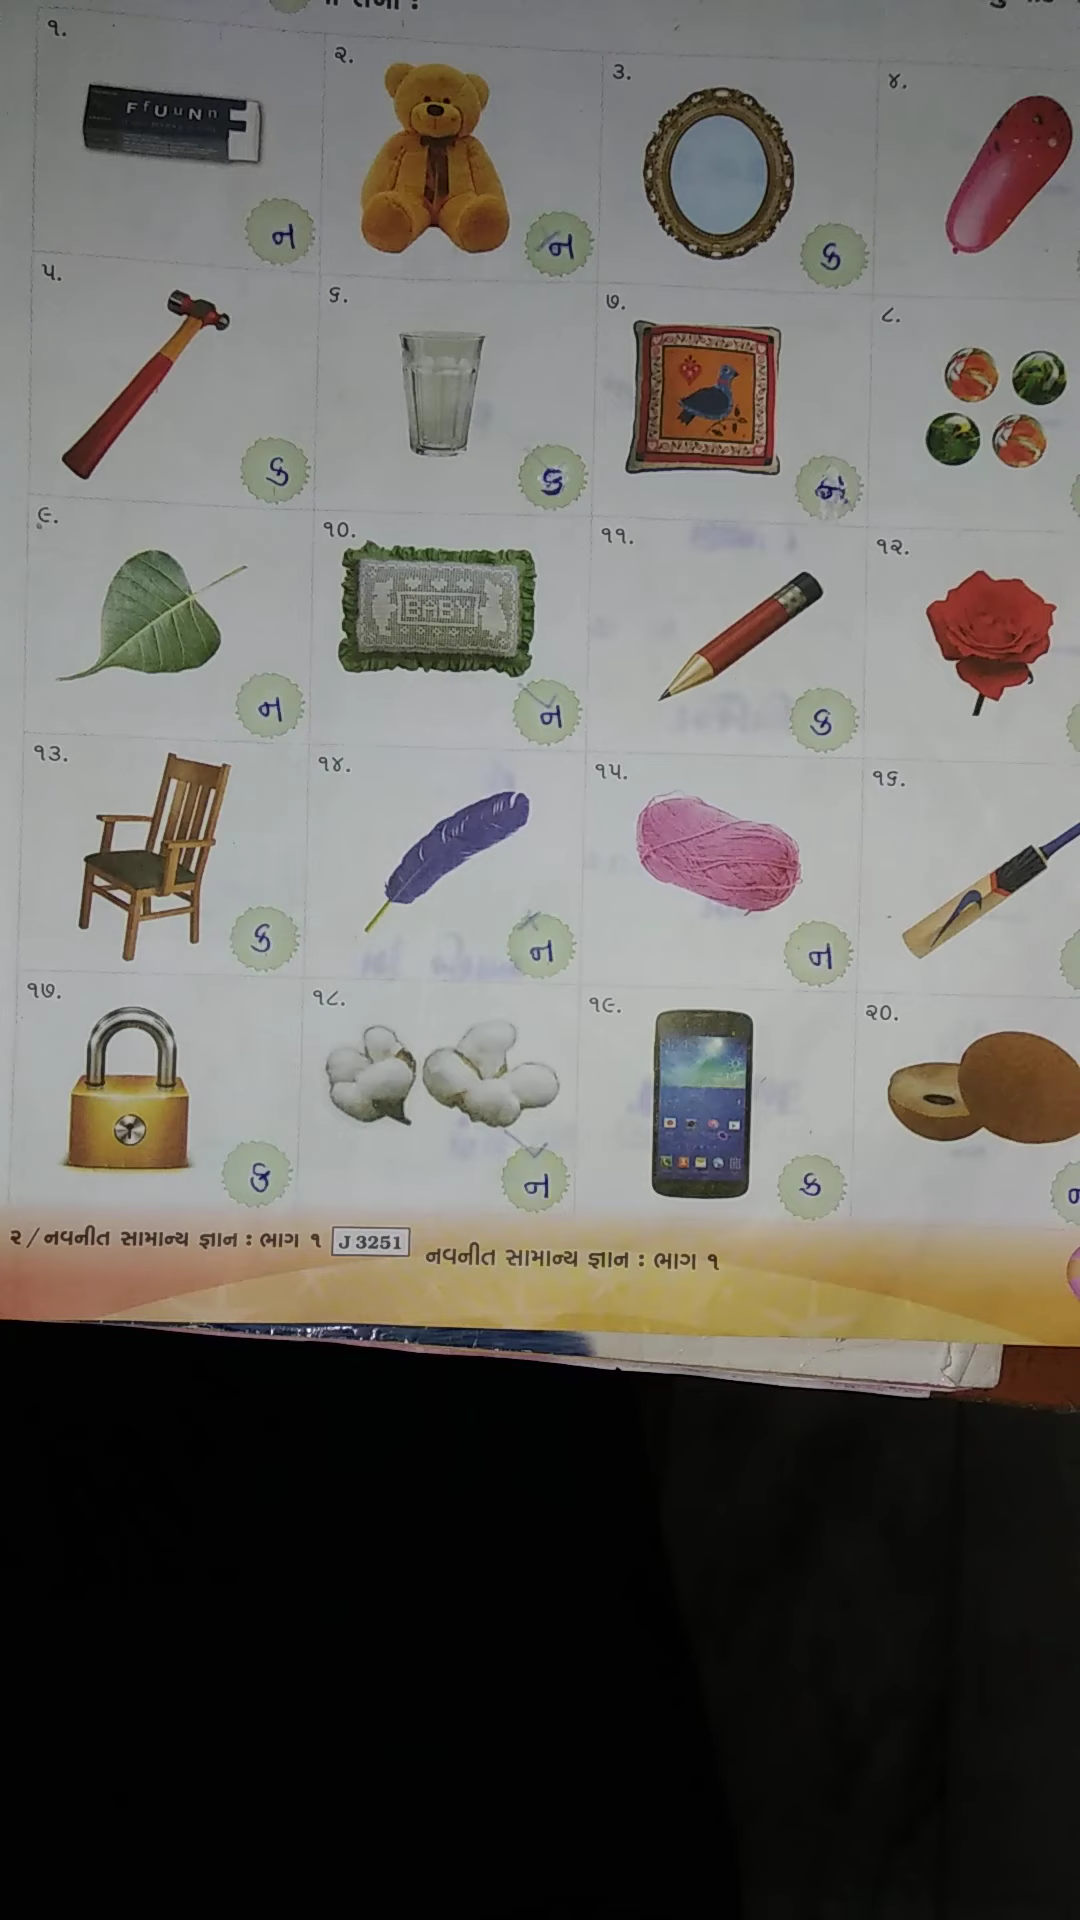 ૧.
FfUuNn
ન
૨.
ન
૩.
ક
૪.
૫.
ક
૬.
ક
૭.
ન
૮.
૯.
ન
૧૦.
BABY
ન
૧૧.
ક
૧૨.
૧૩.
ક
૧૪.
ન
૧૫.
ન
૧૬.
૧૭.
ક
૧૮.
ન
૧૯.
ક
૨૦.
ન
૨ / નવનીત સામાન્ય જ્ઞાન : ભાગ ૧ J 3251
નવનીત સામાન્ય જ્ઞાન : ભાગ ૧